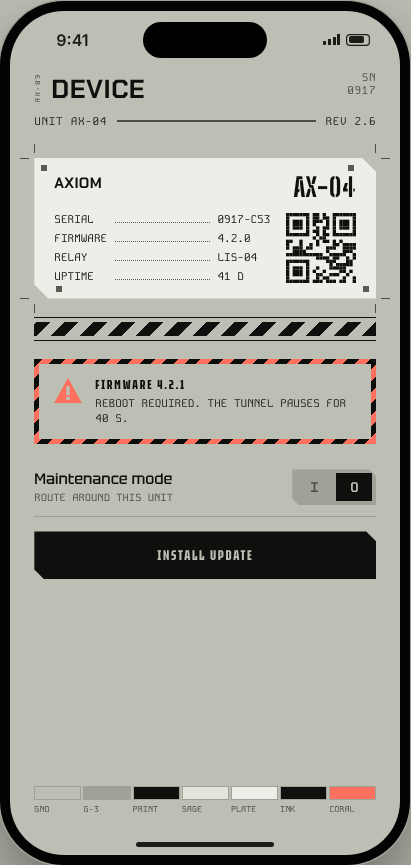 9:41
AX-03
DEVICE
SN
0917
UNIT AX-04
REV 2.6
AXIOM
AX-04
SERIAL 0917-C53
FIRMWARE 4.2.0
RELAY LIS-04
UPTIME 41 D
FIRMWARE 4.2.1
REBOOT REQUIRED. THE TUNNEL PAUSES FOR
40 S.
Maintenance mode
ROUTE AROUND THIS UNIT
I O
INSTALL UPDATE
GND G-3 PAINT SAGE PLATE INK CORAL